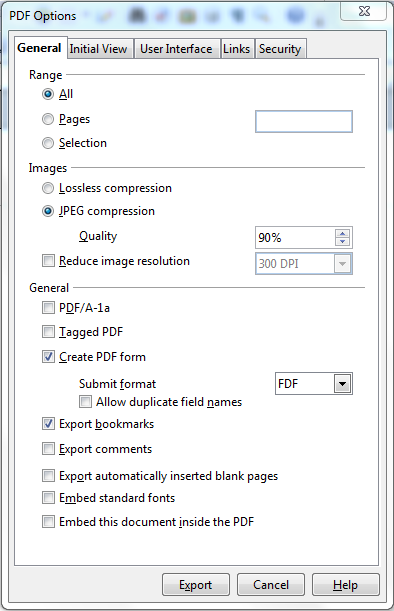 PDF Options
General Initial View User Interface Links Security
Range
All
Pages
Selection
Images
Lossless compression
JPEG compression
Quality 90%
Reduce image resolution 300 DPI
General
PDF/A-1a
Tagged PDF
Create PDF form
Submit format FDF
Allow duplicate field names
Export bookmarks
Export comments
Export automatically inserted blank pages
Embed standard fonts
Embed this document inside the PDF
Export Cancel Help